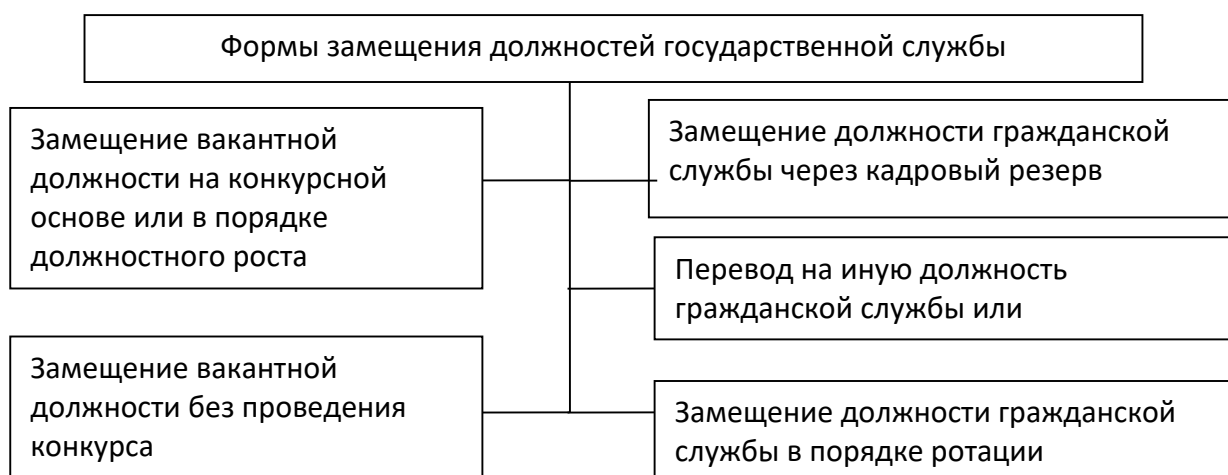 Формы замещения должностей государственной службы
Замещение вакантной
должности на конкурсной
основе или в порядке
должностного роста
Замещение должности гражданской
службы через кадровый резерв
Перевод на иную должность
гражданской службы или
Замещение вакантной
должности без проведения
конкурса
Замещение должности гражданской
службы в порядке ротации